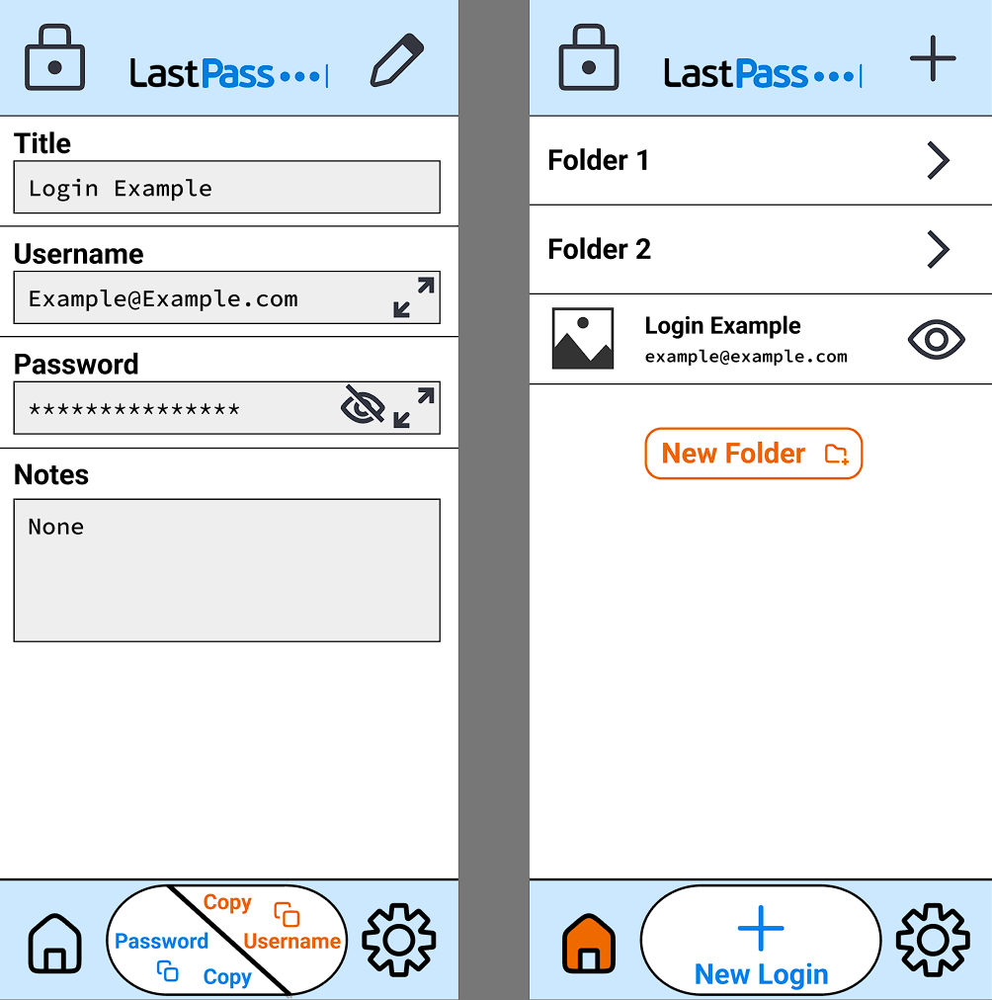 LastPass•••|
Title
Login Example
Username
Example@Example.com
Password
***************
Notes
None
Copy
Username
Password
Copy
LastPass•••|
Folder 1
Folder 2
Login Example
example@example.com
New Folder
New Login